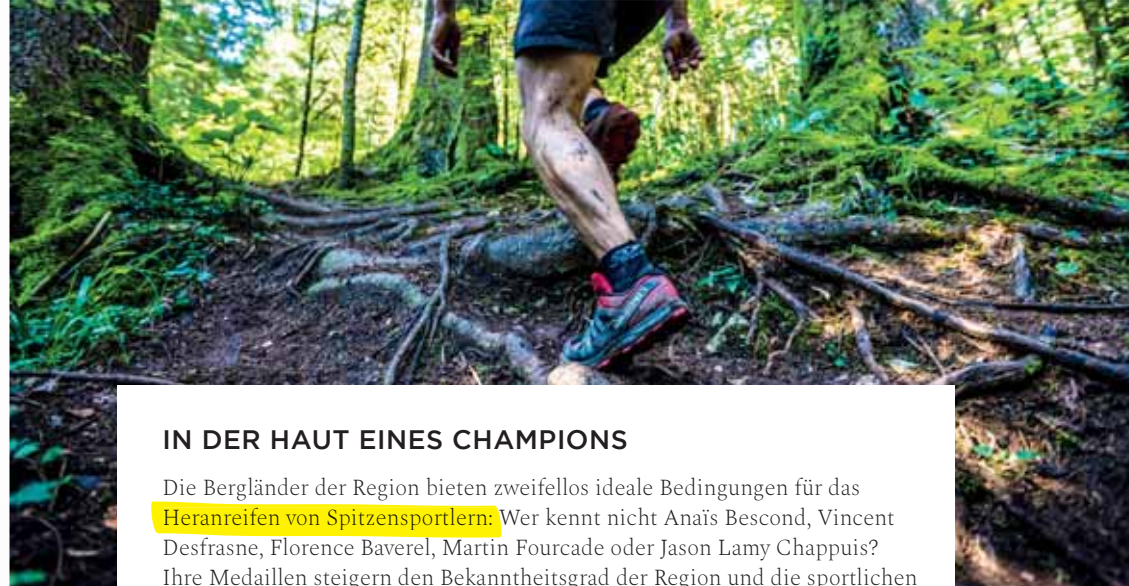 IN DER HAUT EINES CHAMPIONS
Die Bergländer der Region bieten zweifellos ideale Bedingungen für das
Heranreifen von Spitzensportlern: Wer kennt nicht Anaïs Bescond, Vincent
Desfrasne, Florence Baverel, Martin Fourcade oder Jason Lamy Chappuis?
Ihre Medaillen steigern den Bekanntheitsgrad der Region und die sportlichen